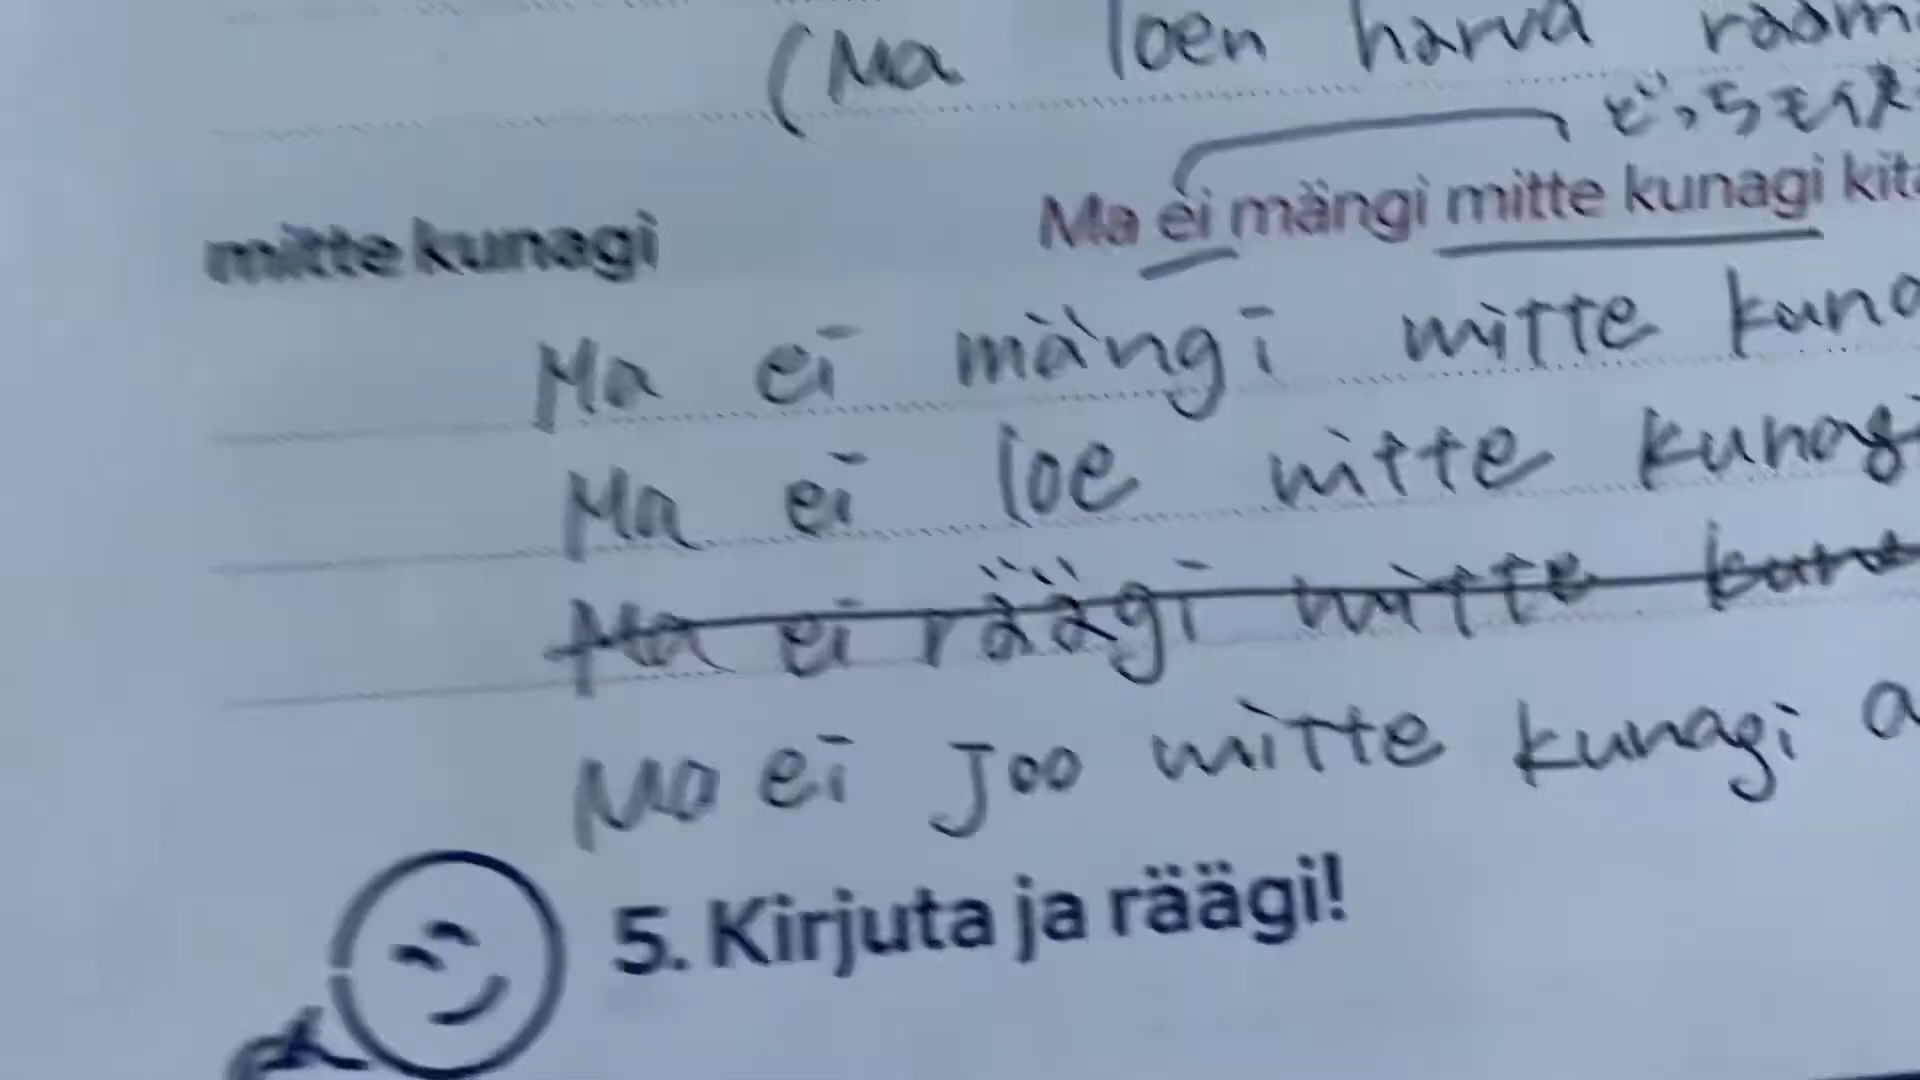 (Ma loen harva
どっちも
Ma ei mängi mitte kunagi
mitte kunagi
Ma ei mängi mitte
Ma ei loe mitte kunagi
Ma ei räägi mitte
Ma ei joo mitte kunagi
5. Kirjuta ja räägi!